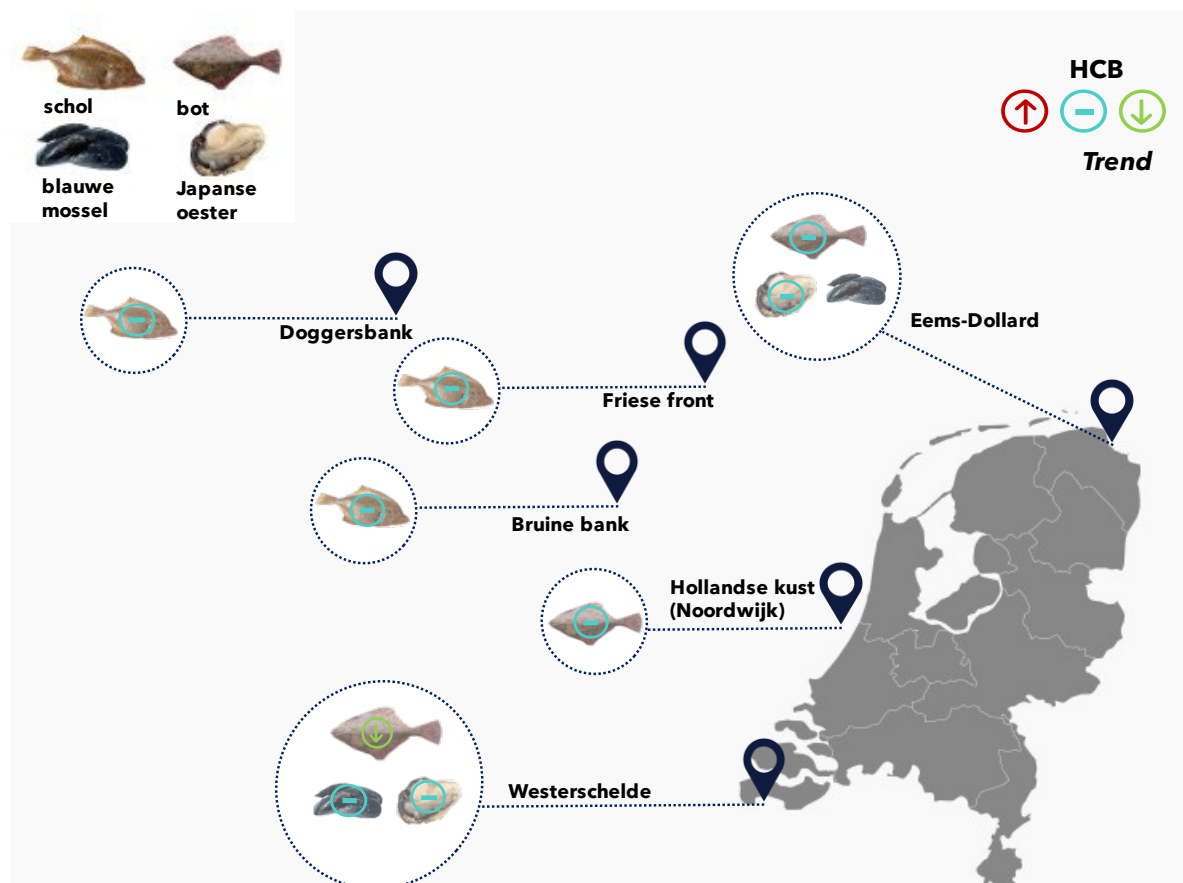 schol
bot
blauwe
mossel
Japanse
oester
HCB
Trend
Doggersbank
Friese front
Eems-Dollard
Bruine bank
Hollandse kust
(Noordwijk)
Westerschelde